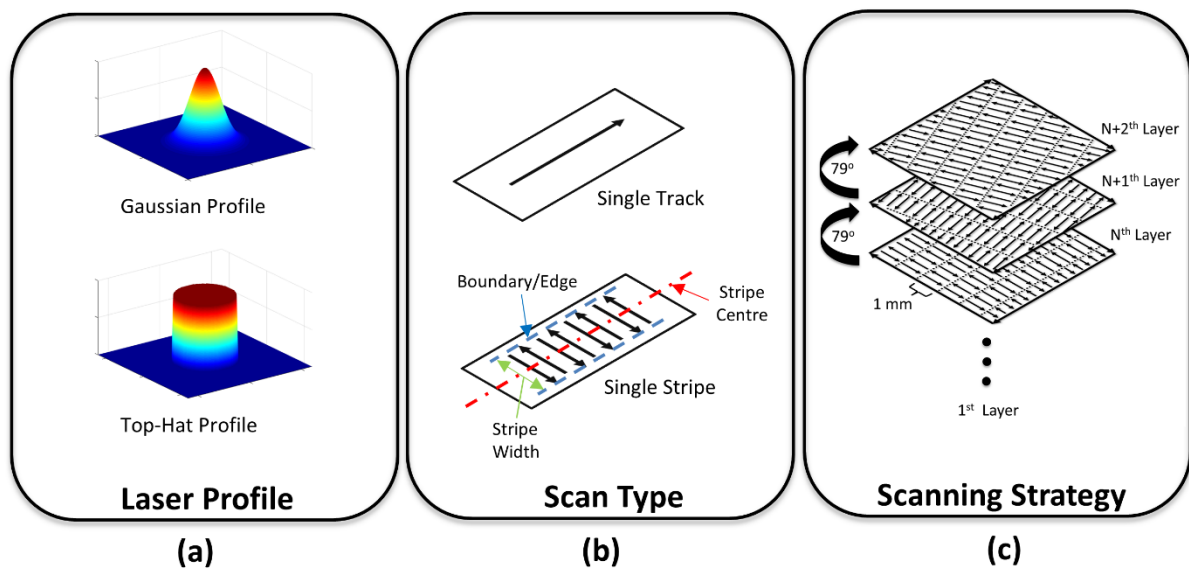 Gaussian Profile
Top-Hat Profile
Laser Profile
(a)
Single Track
Boundary/Edge
Stripe
Centre
Single Stripe
Stripe
Width
Scan Type
(b)
N+2th Layer
79o
N+1th Layer
79o
Nth Layer
1 mm
1st Layer
Scanning Strategy
(c)